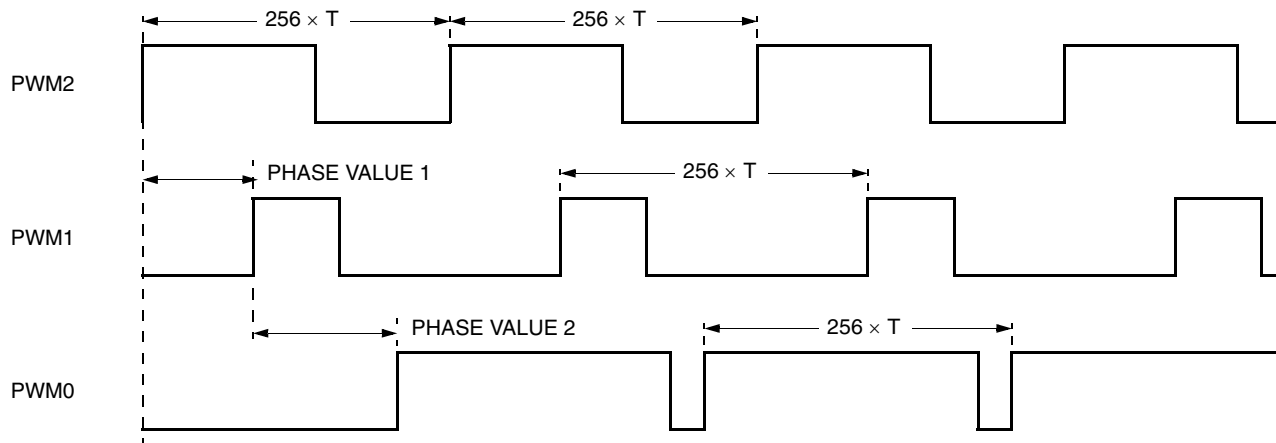 256 × T
256 × T
PWM2
PHASE VALUE 1
256 × T
PWM1
PHASE VALUE 2
256 × T
PWM0